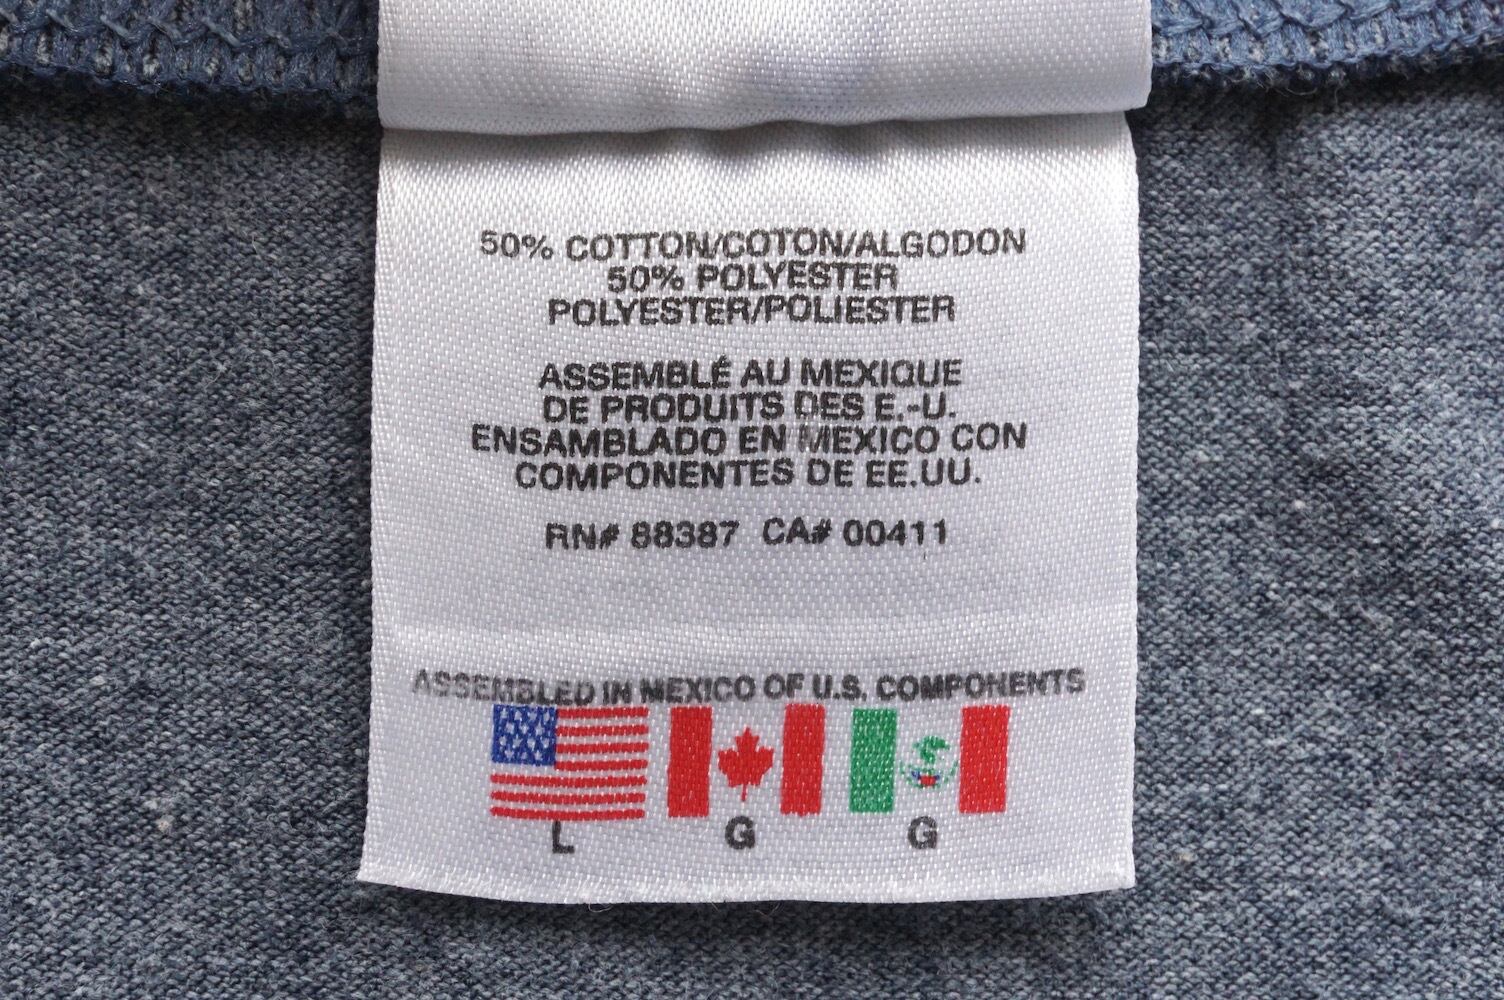 50% COTTON/COTON/ALGODON
50% POLYESTER
POLYESTER/POLIESTER
ASSEMBLÉ AU MEXIQUE
DE PRODUITS DES E.-U.
ENSAMBLADO EN MEXICO CON
COMPONENTES DE EE.UU.
RN# 88387 CA# 00411
ASSEMBLED IN MEXICO OF U.S. COMPONENTS
L G G